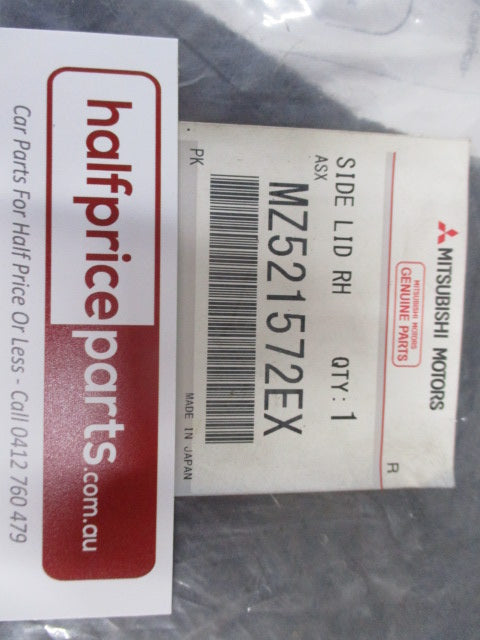 MITSUBISHI MOTORS
MITSUBISHI MOTORS
GENUINE PARTS
R
SIDE LID RH QTY: 1
ASX
MZ521572EX
PK
MADE IN JAPAN
halfpriceparts.com.au
Car Parts For Half Price Or Less - Call 0412 760 479